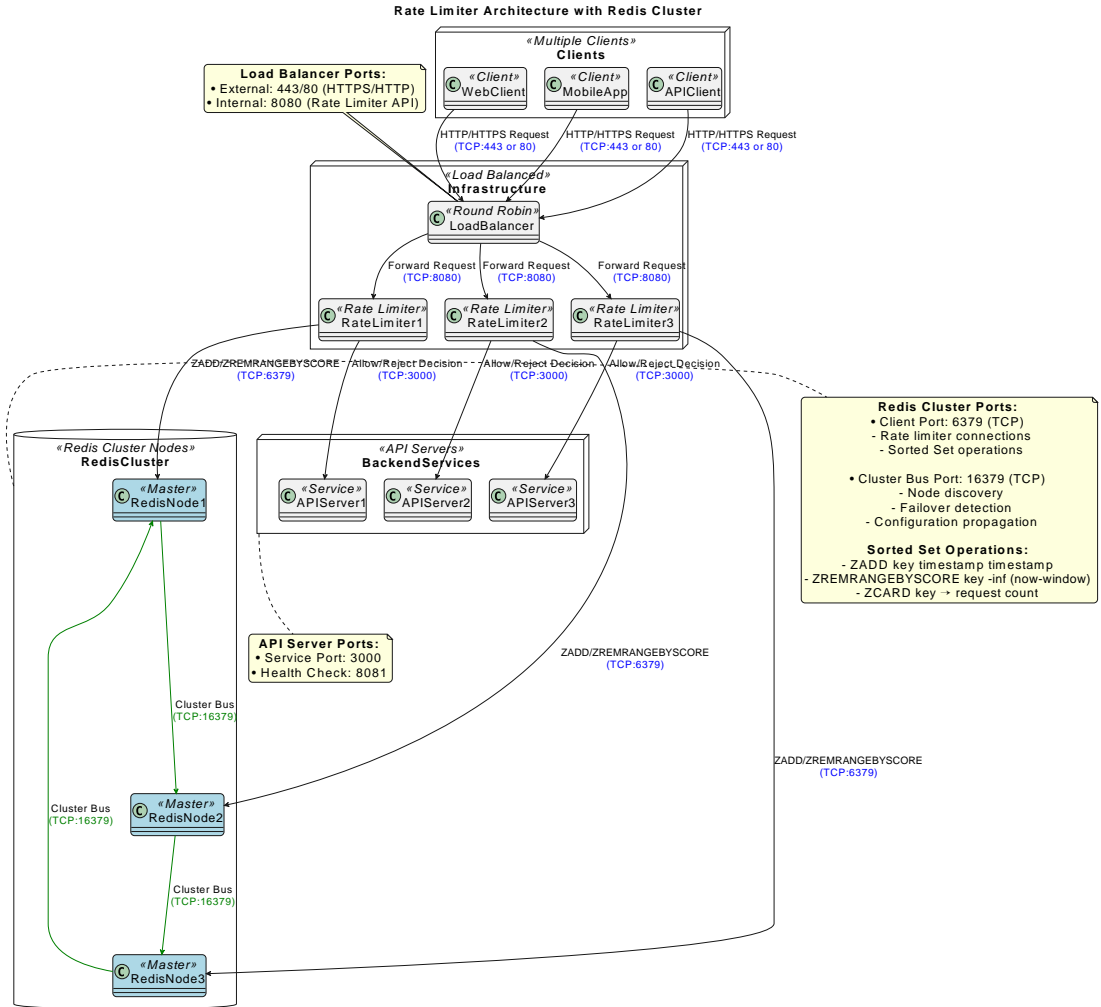 Rate Limiter Architecture with Redis Cluster
«Multiple Clients»
Clients
Load Balancer Ports:
• External: 443/80 (HTTPS/HTTP)
• Internal: 8080 (Rate Limiter API)
C
«Client»
WebClient
C
«Client»
MobileApp
C
«Client»
APIClient
HTTP/HTTPS Request
(TCP:443 or 80)
HTTP/HTTPS Request
(TCP:443 or 80)
HTTP/HTTPS Request
(TCP:443 or 80)
«Load Balanced»
Infrastructure
C
«Round Robin»
LoadBalancer
Forward Request
(TCP:8080)
Forward Request
(TCP:8080)
Forward Request
(TCP:8080)
C
«Rate Limiter»
RateLimiter1
C
«Rate Limiter»
RateLimiter2
C
«Rate Limiter»
RateLimiter3
ZADD/ZREMRANGEBYSCORE
(TCP:6379)
Allow/Reject Decision
(TCP:3000)
Allow/Reject Decision
(TCP:3000)
Allow/Reject Decision
(TCP:3000)
Redis Cluster Ports:
• Client Port: 6379 (TCP)
- Rate limiter connections
- Sorted Set operations
• Cluster Bus Port: 16379 (TCP)
- Node discovery
- Failover detection
- Configuration propagation
Sorted Set Operations:
- ZADD key timestamp timestamp
- ZREMRANGEBYSCORE key -inf (now-window)
- ZCARD key → request count
«Redis Cluster Nodes»
RedisCluster
C
«Master»
RedisNode1
«API Servers»
BackendServices
C
«Service»
APIServer1
C
«Service»
APIServer2
C
«Service»
APIServer3
API Server Ports:
• Service Port: 3000
• Health Check: 8081
ZADD/ZREMRANGEBYSCORE
(TCP:6379)
Cluster Bus
(TCP:16379)
ZADD/ZREMRANGEBYSCORE
(TCP:6379)
Cluster Bus
(TCP:16379)
C
«Master»
RedisNode2
Cluster Bus
(TCP:16379)
C
«Master»
RedisNode3